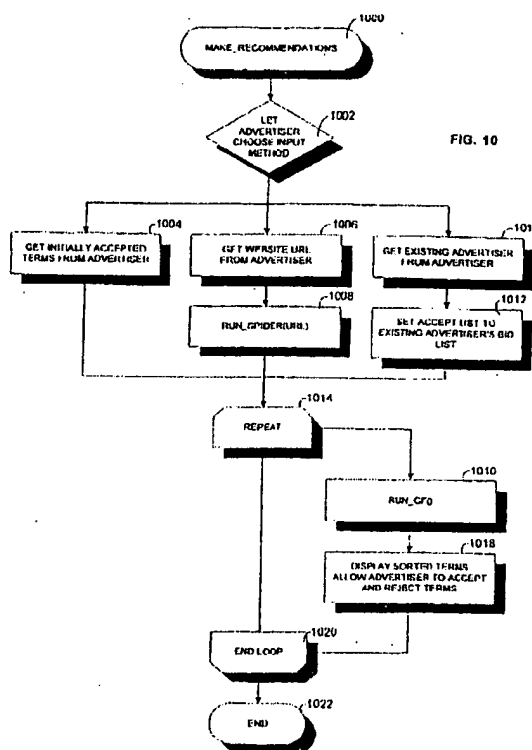 1000
MAKE_RECOMMENDATIONS
1002
LET
ADVERTISER
CHOOSE INPUT
METHOD
FIG. 10
1004
GET INITIALLY ACCEPTED
TERMS FROM ADVERTISER
1006
GET WEBSITE URL
FROM ADVERTISER
101
GET EXISTING ADVERTISER
FROM ADVERTISER
1008
RUN_SPIDER(URL)
1012
SET ACCEPT LIST TO
EXISTING ADVERTISER'S BID
LIST
1014
REPEAT
1010
RUN_CF()
1018
DISPLAY SORTED TERMS
ALLOW ADVERTISER TO ACCEPT
AND REJECT TERMS
1020
END LOOP
1022
END